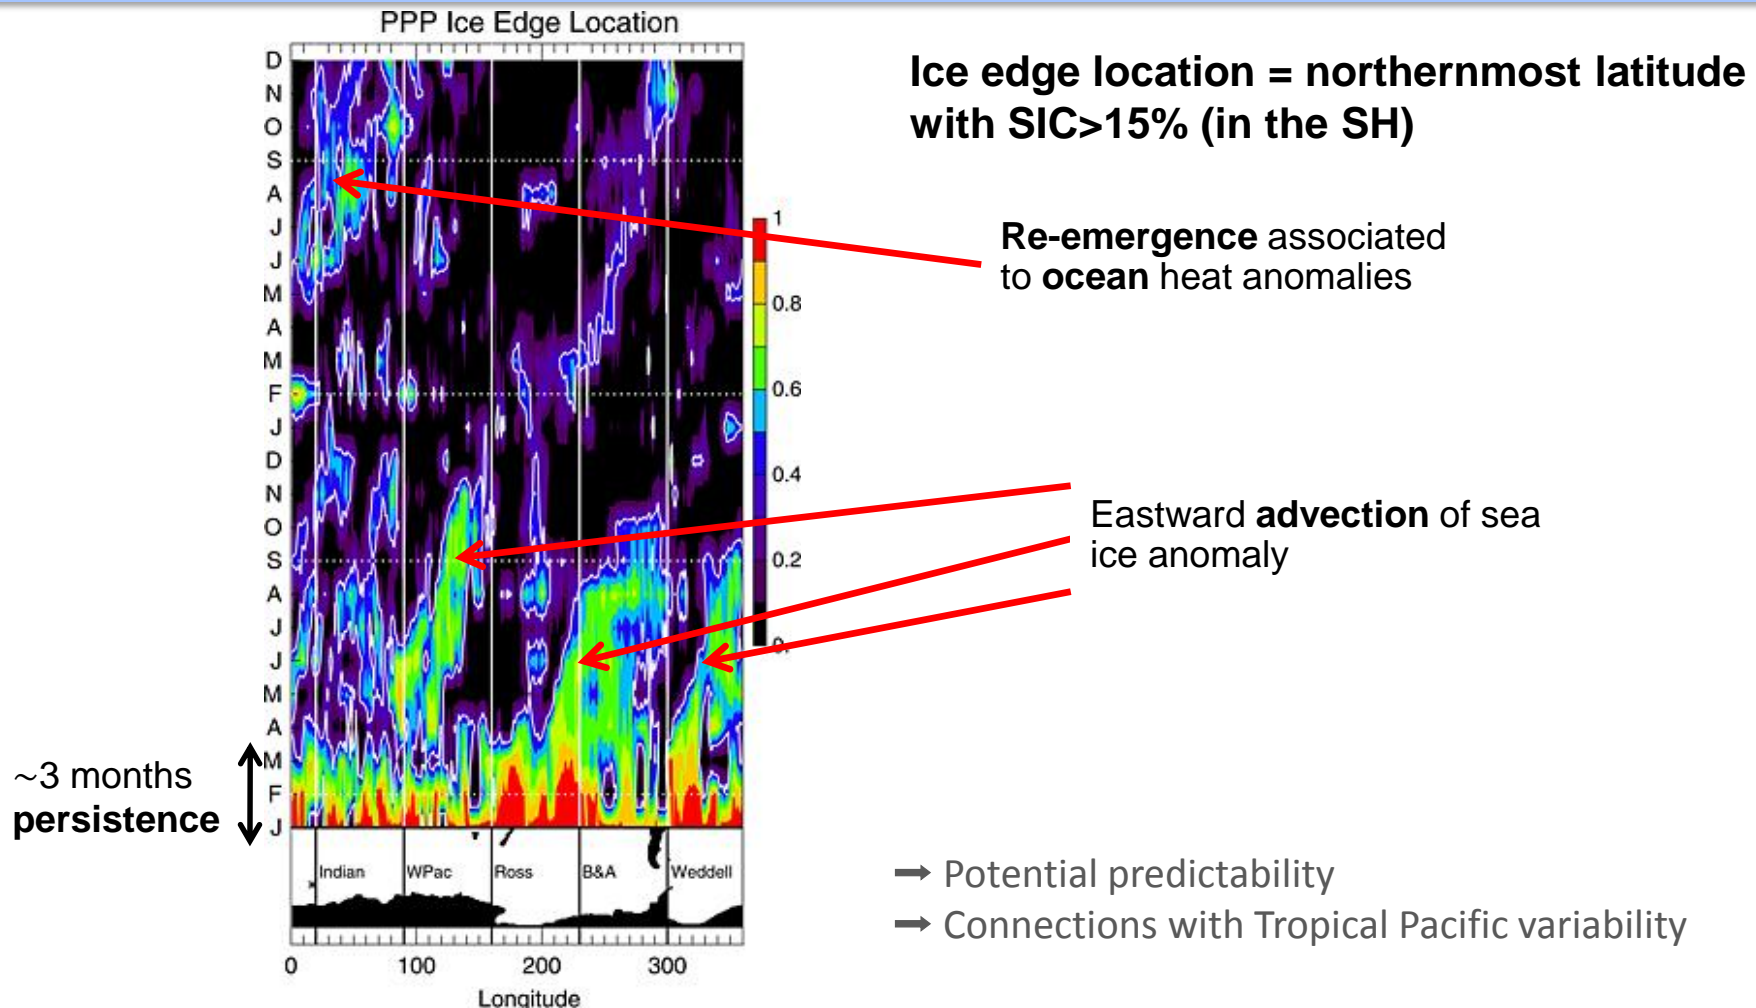 PPP Ice Edge Location
D
N
O
S
A
J
J
M
A
M
F
J
D
N
O
S
A
J
J
M
A
M
F
J
1
0.8
0.6
0.4
0.2
0.
Indian
WPac
Ross
B&A
Weddell
0
100
200
300
Longitude
~3 months
persistence
Ice edge location = northernmost latitude
with SIC>15% (in the SH)
Re-emergence associated
to ocean heat anomalies
Eastward advection of sea
ice anomaly
→ Potential predictability
→ Connections with Tropical Pacific variability